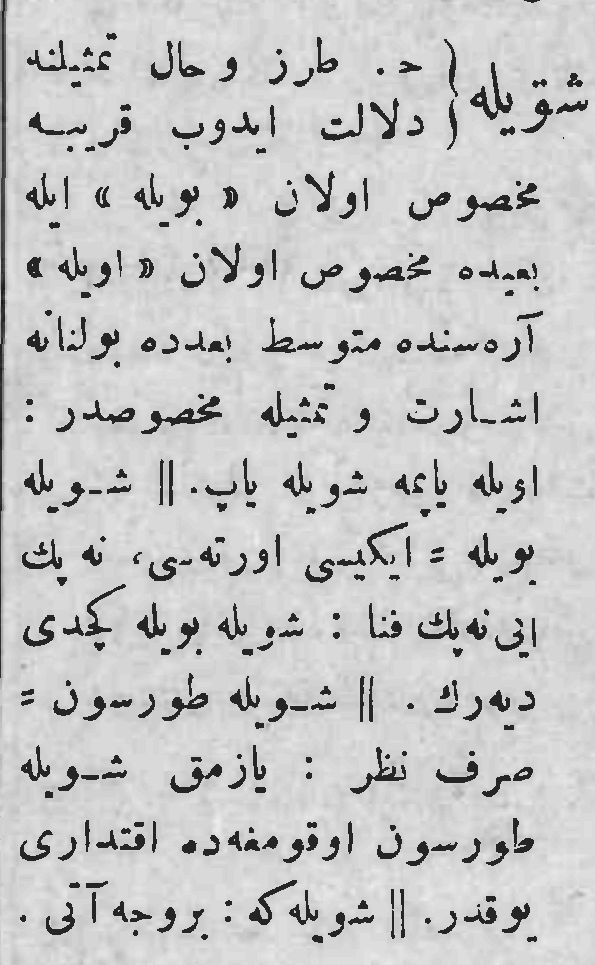 شویله { ح. طرز و حال تمثیلنه
دلالت ایدوب قریبه
مخصوص اولان « بویله » ایله
بعیده مخصوص اولان « اویله »
آره‌سنده متوسط بعدده بولنانه
اشارت و تمثیله مخصوصدر :
اویله یاپمه شویله یاپ. || شویله
بویله = ایکیسی اورته‌سی، نه پك
ایی نه پك فنا : شویله بویله کچدی
دیه‌رك . || شویله طورسون =
صرف نظر : یازمق شویله
طورسون اوقومغه‌ده اقتداری
یوقدر. || شویله که : بروجه آتی .